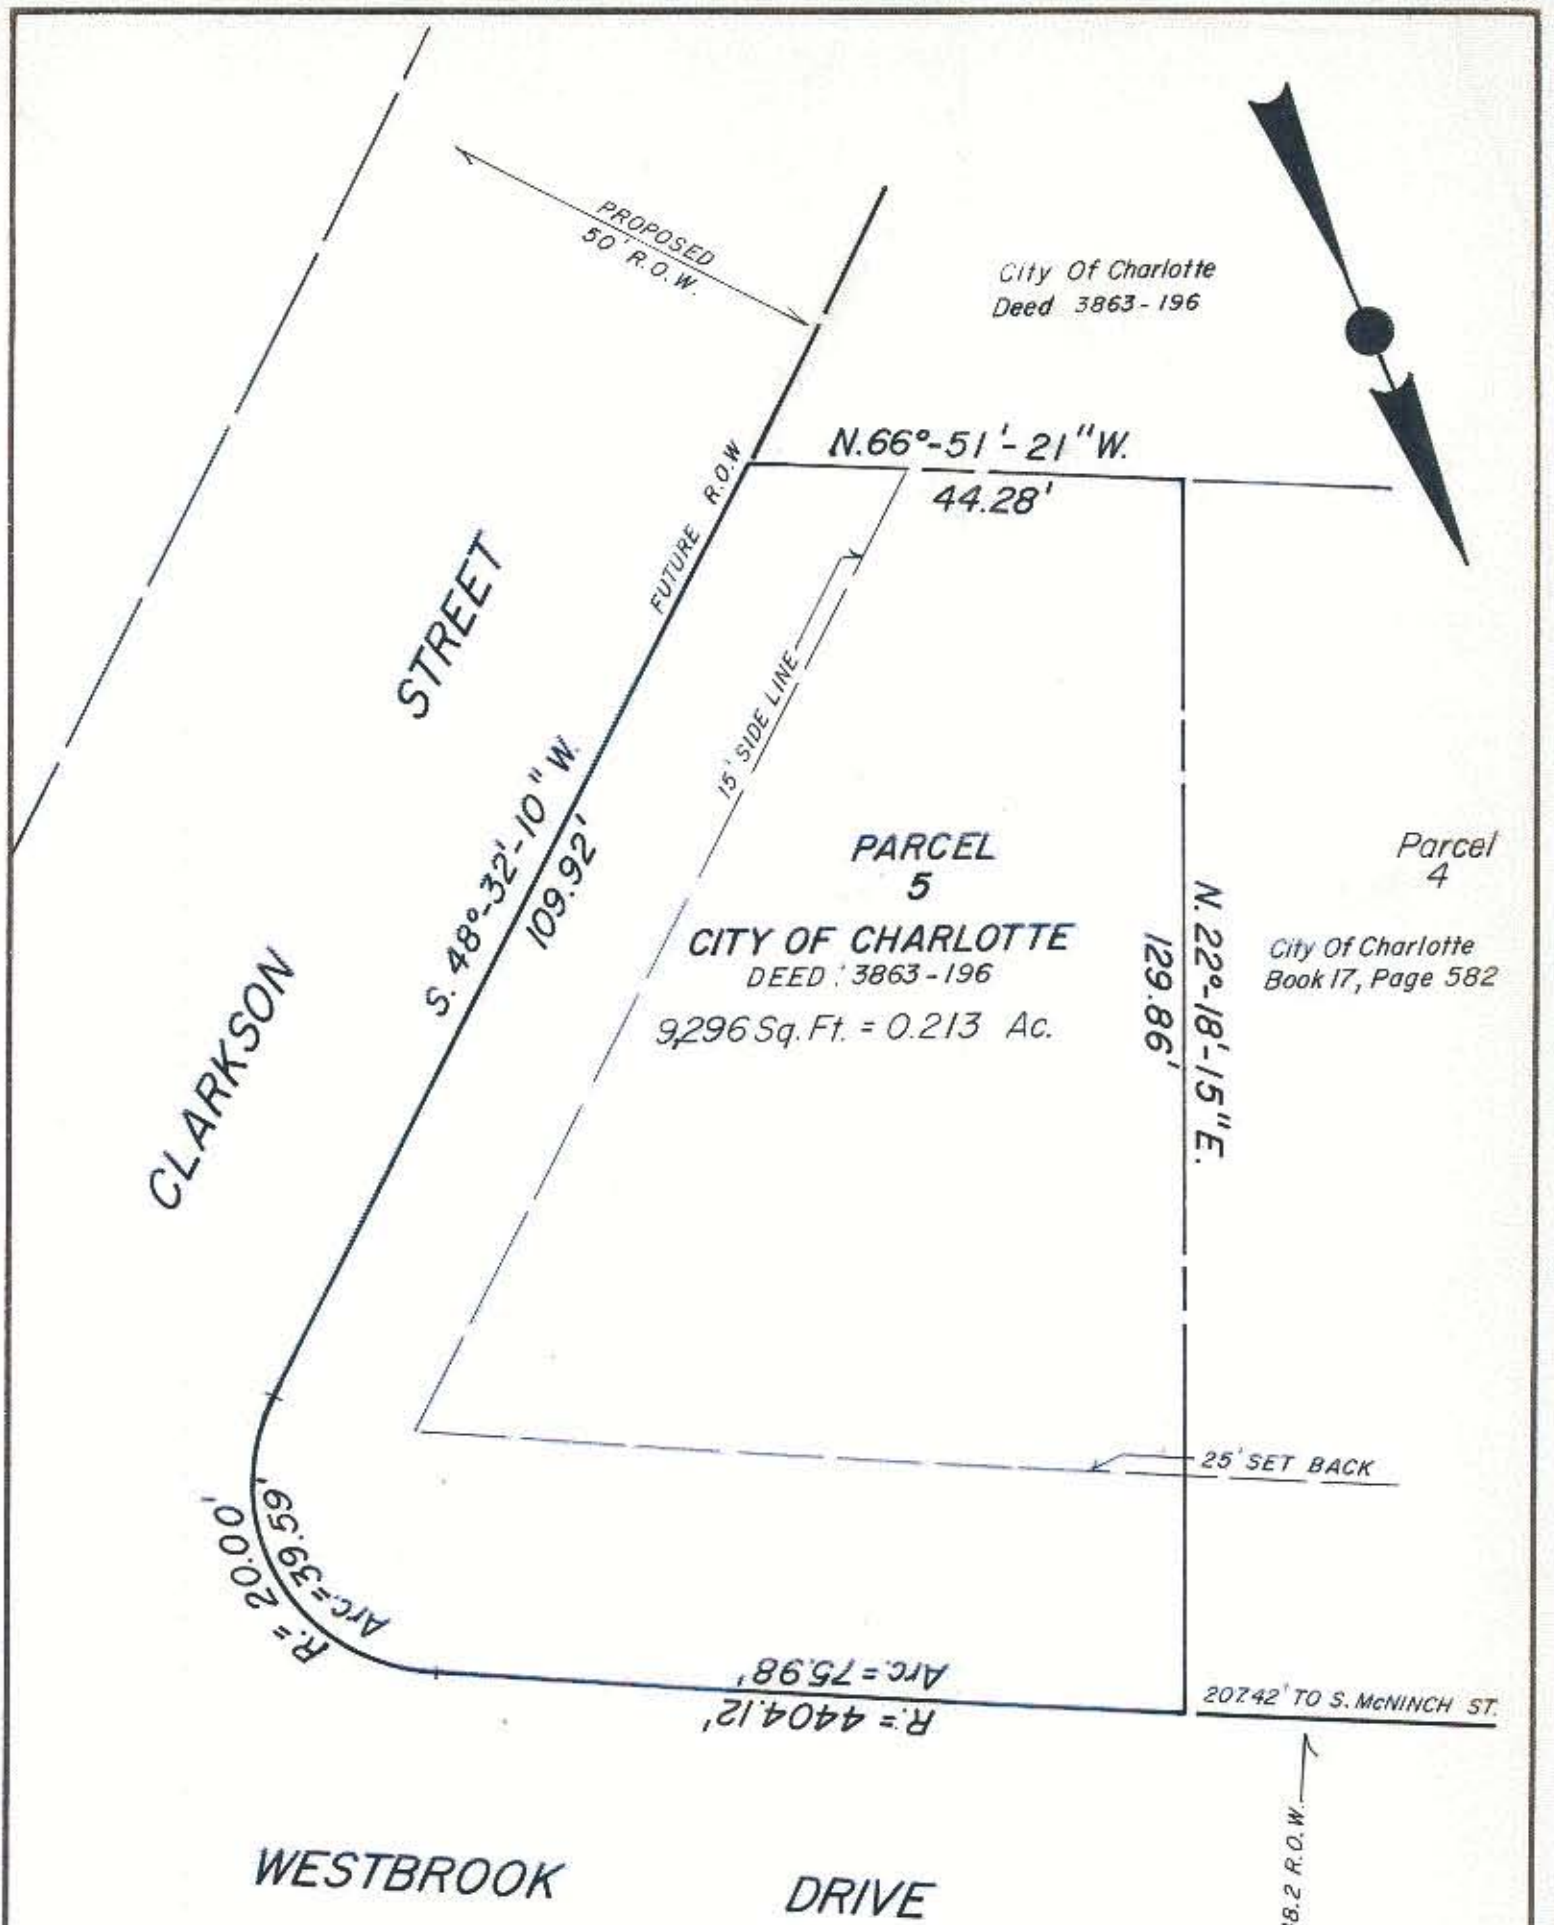 PROPOSED
50' R.O.W.
City Of Charlotte
Deed 3863-196
N.66°-51'-21"W.
44.28'
FUTURE R.O.W
STREET
15' SIDE LINE
S. 48°-32'-10"W.
109.92'
PARCEL
5
CITY OF CHARLOTTE
DEED: 3863-196
9,296 Sq. Ft. = 0.213 Ac.
N. 22°-18'-15"E.
129.86'
Parcel
4
City Of Charlotte
Book 17, Page 582
CLARKSON
25' SET BACK
Arc.=39.59'
R.= 20.00'
Arc.=75.98'
R.= 4404.12'
207.42' TO S. McNINCH ST.
8.2 R.O.W.
WESTBROOK DRIVE